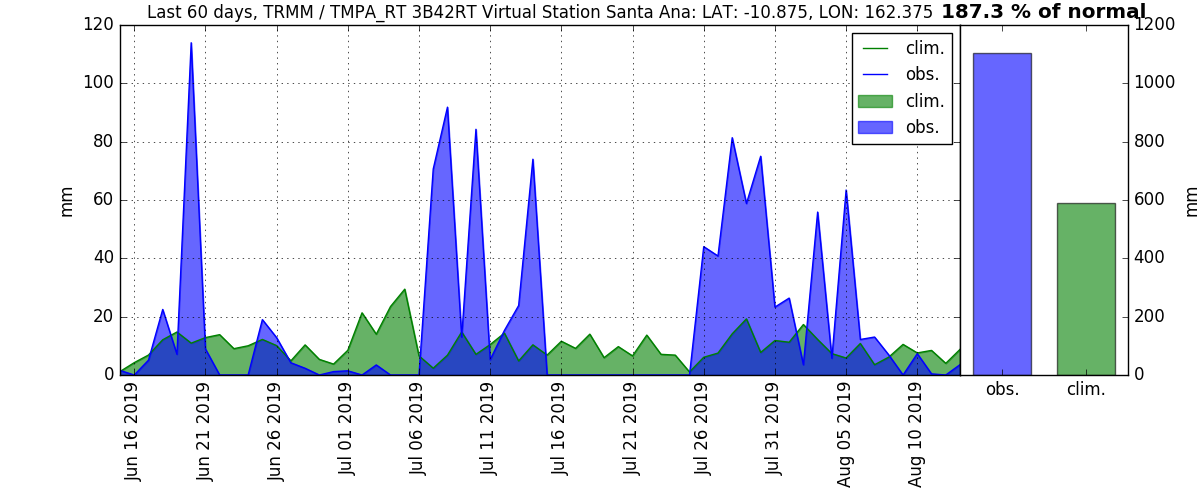 Last 60 days, TRMM / TMPA_RT 3B42RT Virtual Station Santa Ana: LAT: -10.875, LON: 162.375 187.3 % of normal
120
100
80
60
40
20
0
mm
clim.
obs.
clim.
obs.
1200
1000
800
600
400
200
0
mm
obs.
clim.
Jun 16 2019
Jun 21 2019
Jun 26 2019
Jul 01 2019
Jul 06 2019
Jul 11 2019
Jul 16 2019
Jul 21 2019
Jul 26 2019
Jul 31 2019
Aug 05 2019
Aug 10 2019